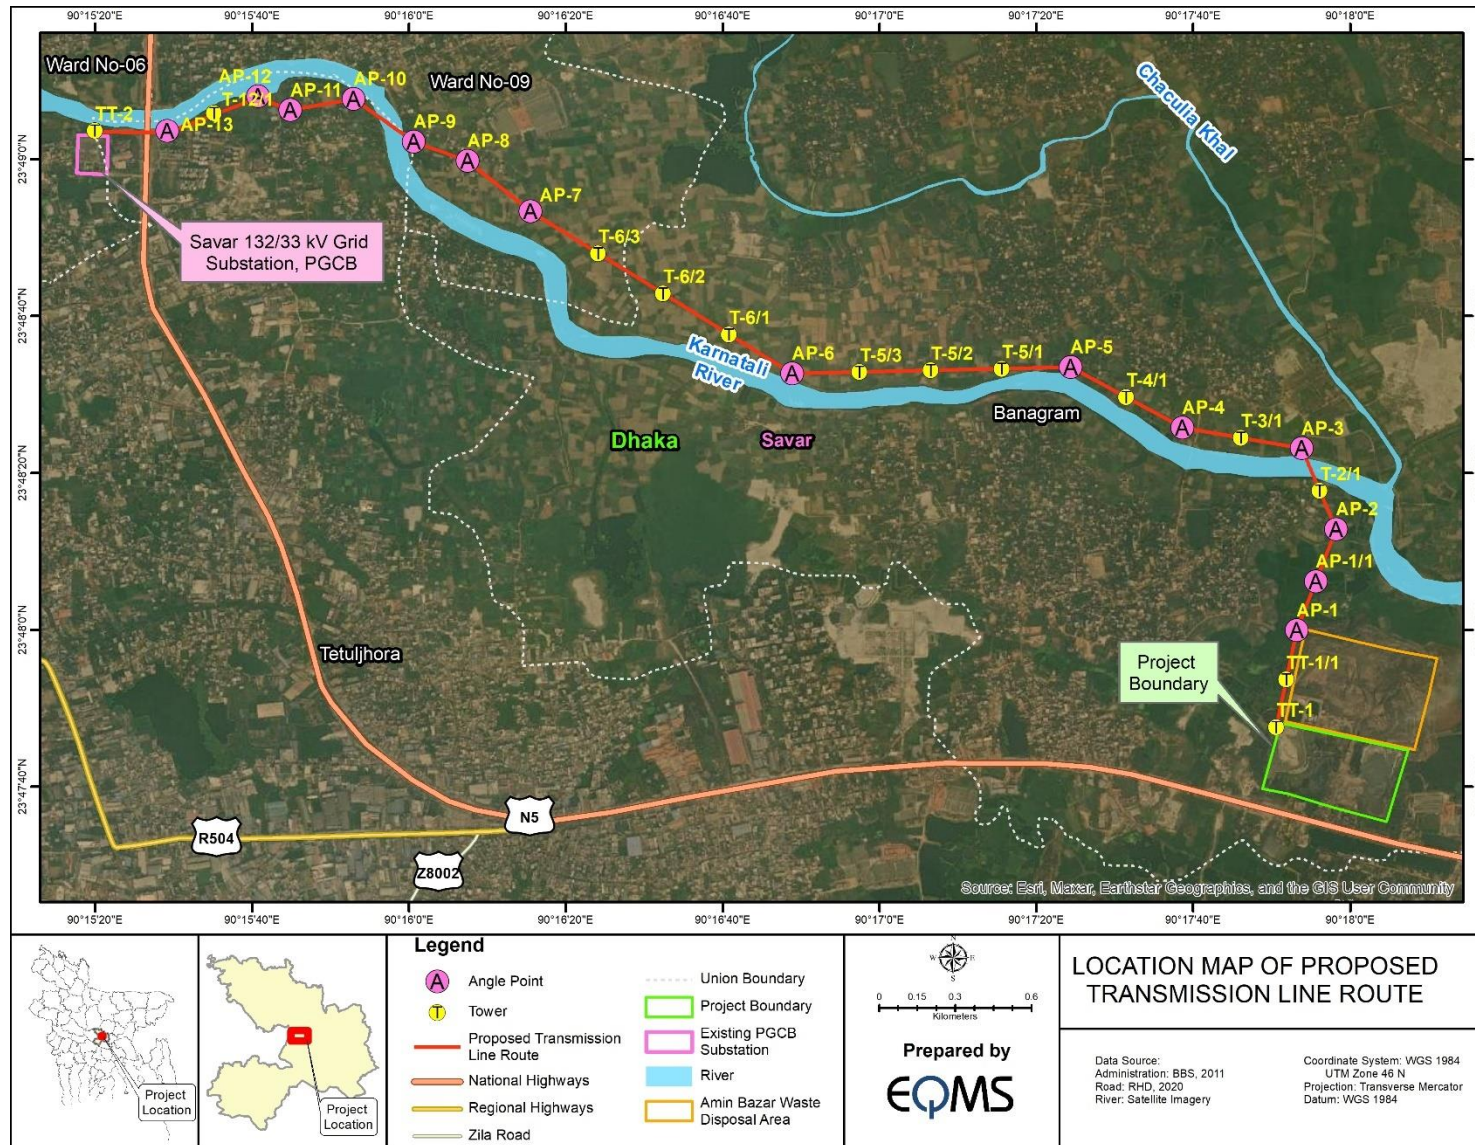 90°15'20"E
90°15'40"E
90°16'0"E
90°16'20"E
90°16'40"E
90°17'0"E
90°17'20"E
90°17'40"E
90°18'0"E
Ward No-06
AP-12
AP-10
Ward No-09
AP-11
T-12/1
TT-2
AP-13
AP-9
AP-8
AP-7
Chaculia Khal
23°49'0"N
Savar 132/33 kV Grid
Substation, PGCB
T-6/3
T-6/2
T-6/1
23°48'40"N
Karnatali
River
AP-6
T-5/3
T-5/2
T-5/1
AP-5
T-4/1
AP-4
T-3/1
AP-3
Banagram
Dhaka
Savar
23°48'20"N
T-2/1
AP-2
AP-1/1
AP-1
23°48'0"N
Tetuljhora
Project
Boundary
TT-1/1
TT-1
23°47'40"N
N5
R504
Z8002
Source: Esri, Maxar, Earthstar Geographics, and the GIS User Community
90°15'20"E
90°15'40"E
90°16'0"E
90°16'20"E
90°16'40"E
90°17'0"E
90°17'20"E
90°17'40"E
90°18'0"E
Project
Location
Project
Location
Legend
A
Angle Point
T
Tower
Proposed Transmission
Line Route
National Highways
Regional Highways
Zila Road
Union Boundary
Project Boundary
Existing PGCB
Substation
River
Amin Bazar Waste
Disposal Area
N
W
E
S
0 0.15 0.3 0.6
Kilometers
Prepared by
EQMS
LOCATION MAP OF PROPOSED
TRANSMISSION LINE ROUTE
Data Source:
Administration: BBS, 2011
Road: RHD, 2020
River: Satellite Imagery
Coordinate System: WGS 1984
UTM Zone 46 N
Projection: Transverse Mercator
Datum: WGS 1984